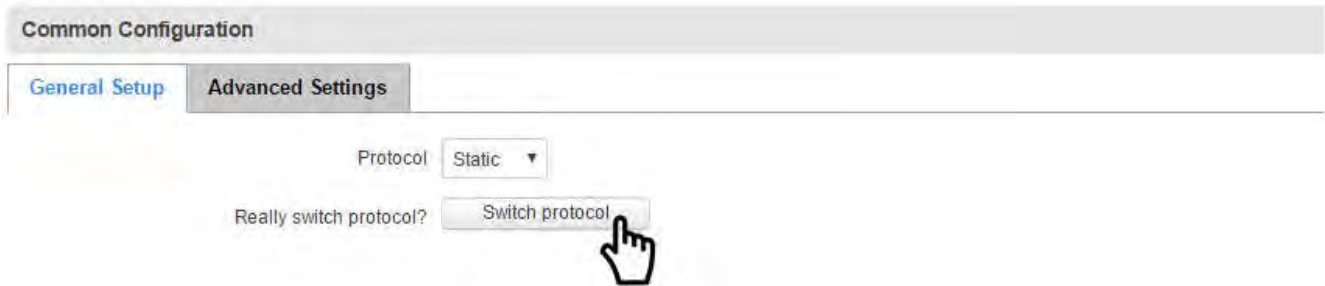 Common Configuration
General Setup Advanced Settings
Protocol Static
Really switch protocol? Switch protocol